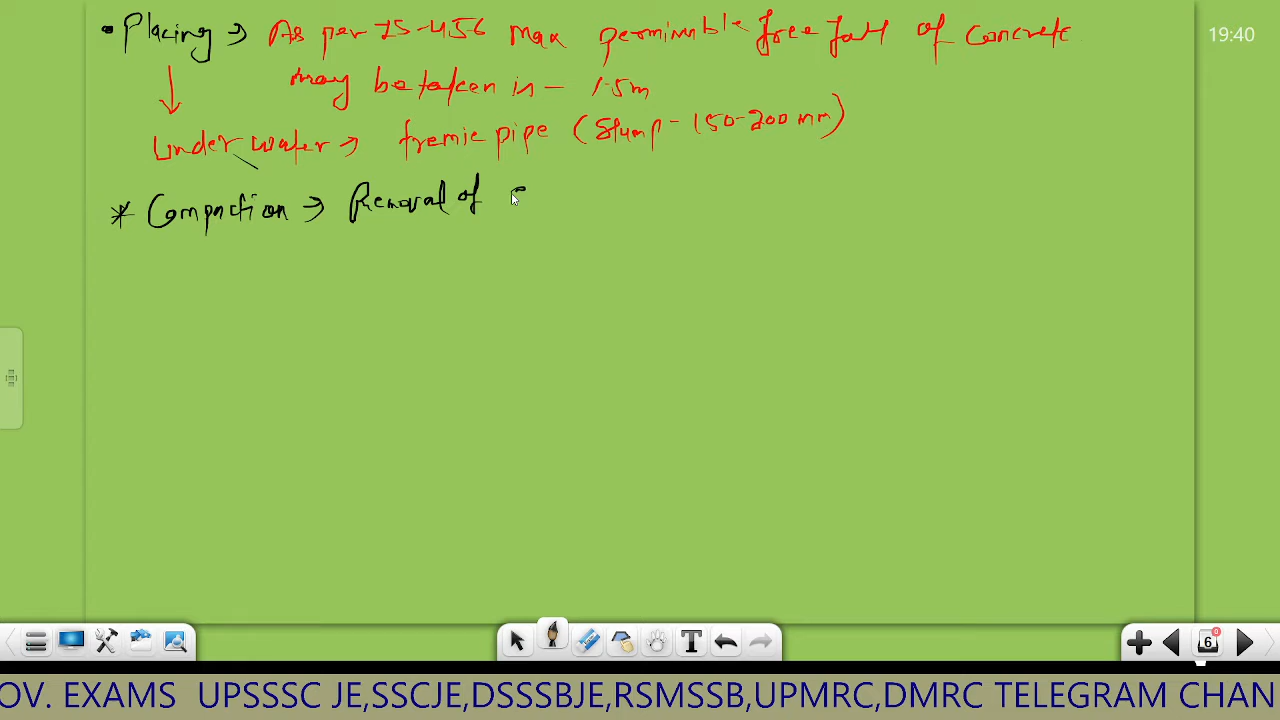 • Placing → As per IS-456 Max permissible free fall of concrete
19:40
may be taken in - 1.5m
Under water → tremie pipe (Slump - 150-200 mm)
* Compaction → Removal of
T
6
OV. EXAMS UPSSSC JE,SSCJE,DSSSBJE,RSMSSB,UPMRC,DMRC TELEGRAM CHAN